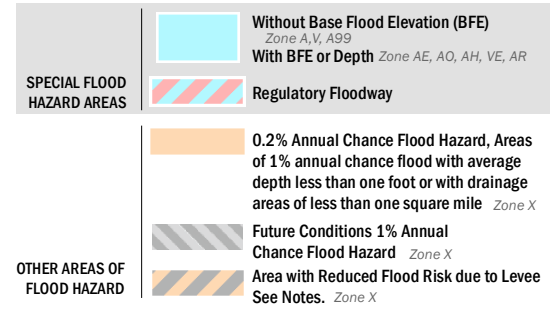 SPECIAL FLOOD
HAZARD AREAS
Without Base Flood Elevation (BFE)
Zone A,V, A99
With BFE or Depth Zone AE, AO, AH, VE, AR
Regulatory Floodway
OTHER AREAS OF
FLOOD HAZARD
0.2% Annual Chance Flood Hazard, Areas
of 1% annual chance flood with average
depth less than one foot or with drainage
areas of less than one square mile Zone X
Future Conditions 1% Annual
Chance Flood Hazard Zone X
Area with Reduced Flood Risk due to Levee
See Notes. Zone X